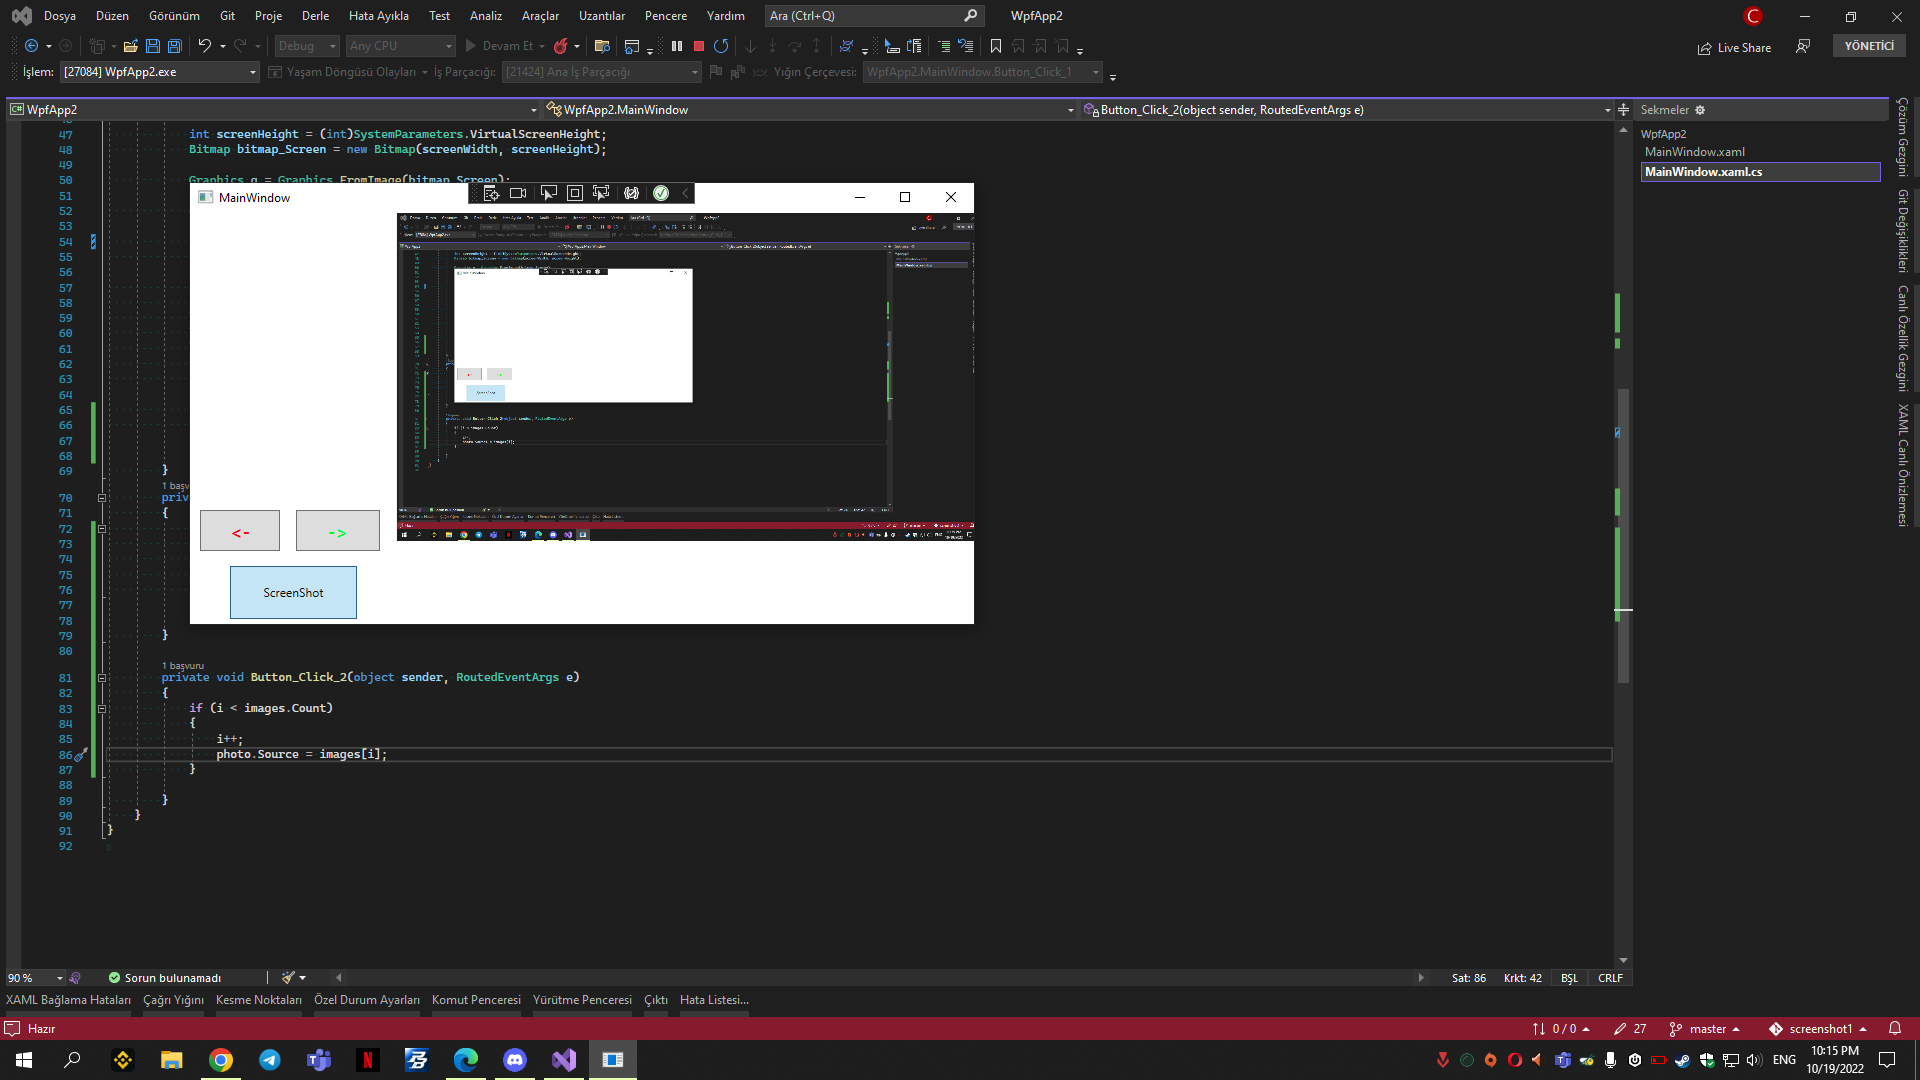 Dosya Düzen Görünüm Git Proje Derle Hata Ayıkla Test Analiz Araçlar Uzantılar Pencere Yardım Ara (Ctrl+Q) WpfApp2 C
Debug Any CPU Devam Et Live Share YÖNETİCİ
İşlem: [27084] WpfApp2.exe Yaşam Döngüsü Olayları İş Parçacığı: [21424] Ana İş Parçacığı Yığın Çerçevesi: WpfApp2.MainWindow.Button_Click_1
WpfApp2 WpfApp2.MainWindow Button_Click_2(object sender, RoutedEventArgs e) Sekmeler
WpfApp2
MainWindow.xaml
MainWindow.xaml.cs
Çözüm Gezgini
Git Değişiklikleri
Canlı Özellik Gezgini
XAML Canlı Önizlemesi
47 int screenHeight = (int)SystemParameters.VirtualScreenHeight;
48 Bitmap bitmap_Screen = new Bitmap(screenWidth, screenHeight);
49
50 Graphics g = Graphics.FromImage(bitmap_Screen);
51
52
53
54
55
56
57
58
59
60
61
62
63
64
65
66
67
68
69 }
1 başvu
70 priv
71 {
72
73
74
75
76
77
78
79 }
80
1 başvuru
81 private void Button_Click_2(object sender, RoutedEventArgs e)
82 {
83 if (i < images.Count)
84 {
85 i++;
86 photo.Source = images[i];
87 }
88
89 }
90 }
91 }
92
MainWindow
<- ->
ScreenShot
90 % Sorun bulunamadı Sat: 86 Krkt: 42 BŞL CRLF
XAML Bağlama Hataları Çağrı Yığını Kesme Noktaları Özel Durum Ayarları Komut Penceresi Yürütme Penceresi Çıktı Hata Listesi...
Hazır 0 / 0 27 master screenshot1
ENG 10:15 PM
10/19/2022